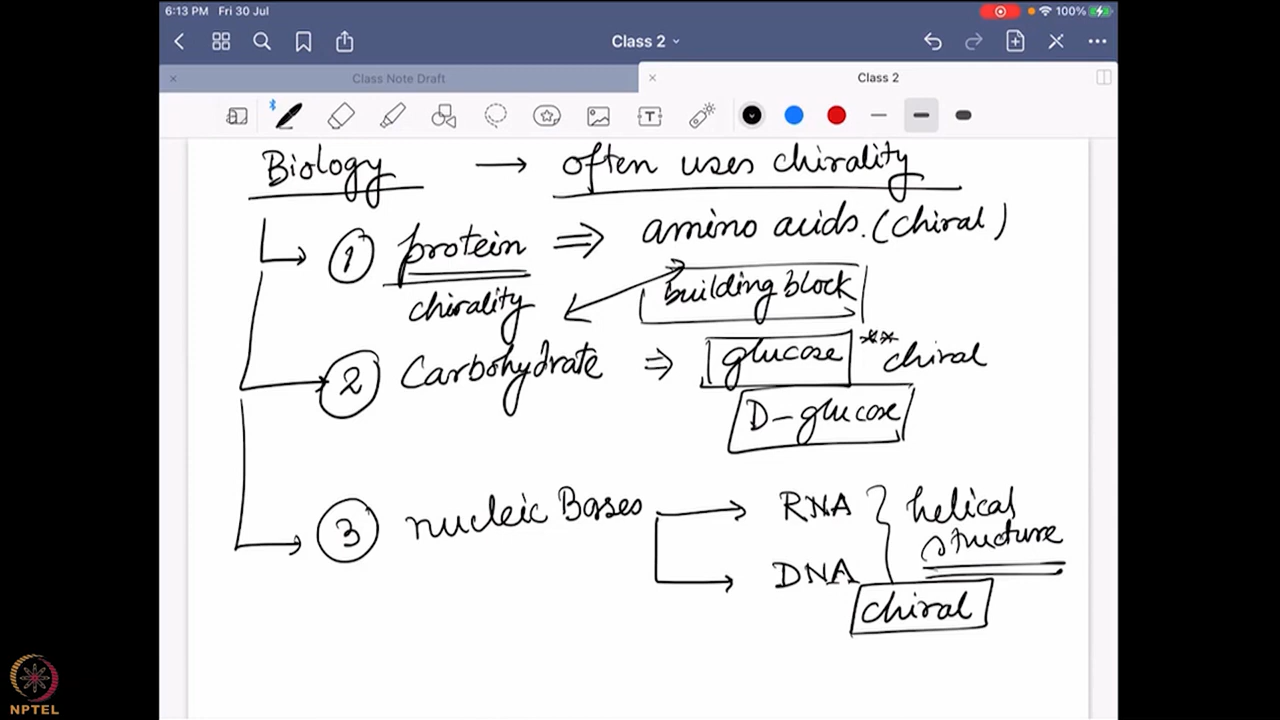 6:13 PM Fri 30 Jul
100%
Class 2
Class Note Draft
Class 2
T
Biology → often uses chirality
① protein ⇒ amino acids. (chiral)
chirality
building block
② Carbohydrate ⇒ glucose ** chiral
D-glucose
③ nucleic Bases → RNA } helical structure
DNA
chiral
NPTEL